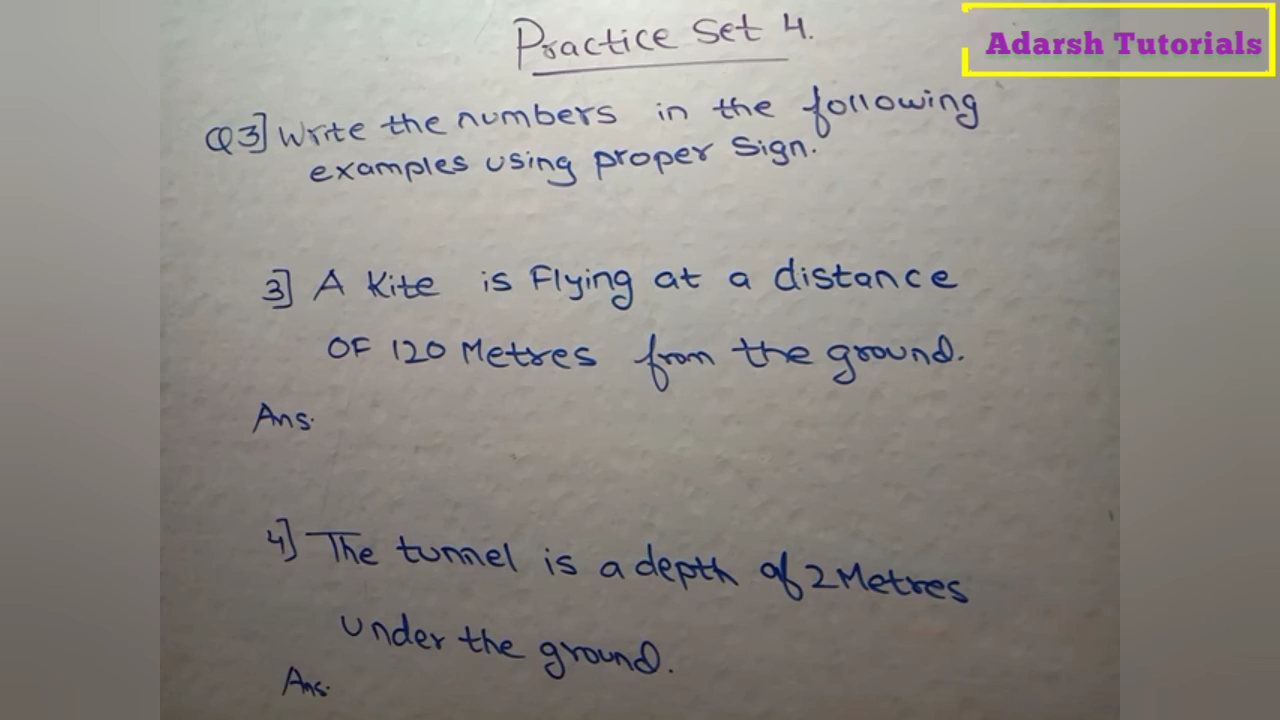 Practice Set 4.
Adarsh Tutorials
Q3] Write the numbers in the following
examples using proper Sign.
3] A Kite is Flying at a distance
OF 120 Metres from the ground.
Ans.
4] The tunnel is a depth of 2 Metres
under the ground.
Ans.